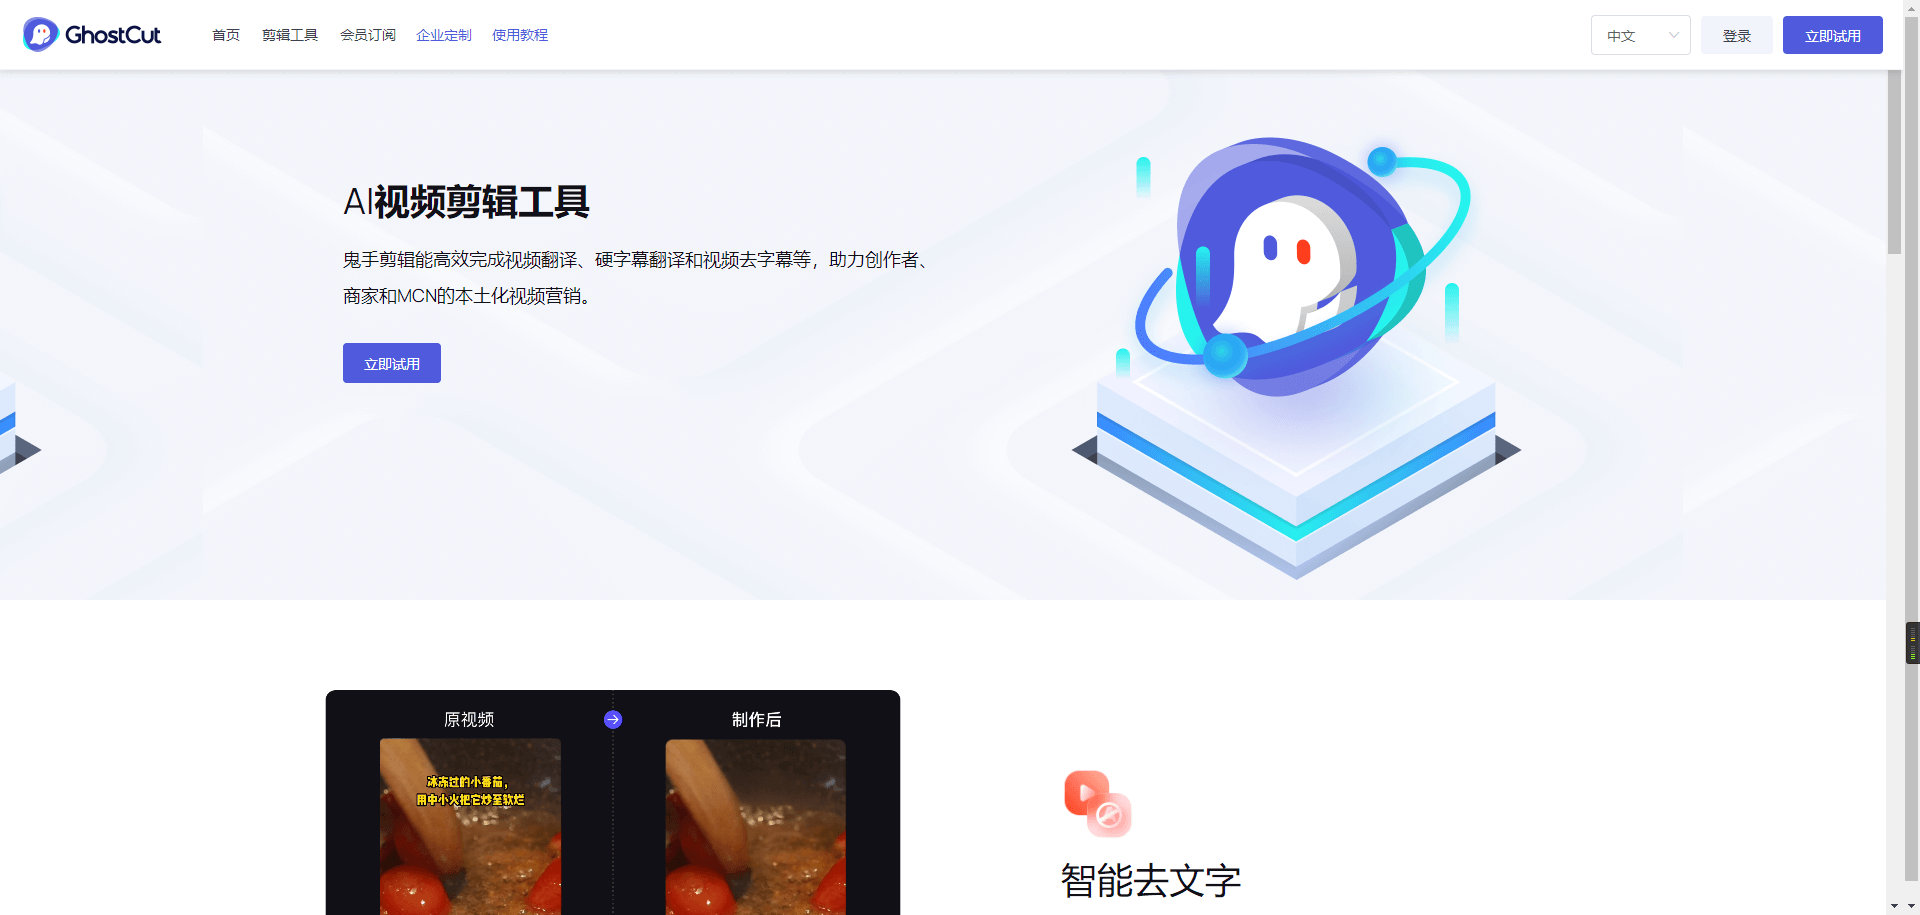 GhostCut
首页 剪辑工具 会员订阅 企业定制 使用教程
中文 登录 立即试用
AI视频剪辑工具
鬼手剪辑能高效完成视频翻译、硬字幕翻译和视频去字幕等，助力创作者、
商家和MCN的本土化视频营销。
立即试用
原视频 制作后
冰冻过的小番茄，
用中小火把它炒至软烂
智能去文字